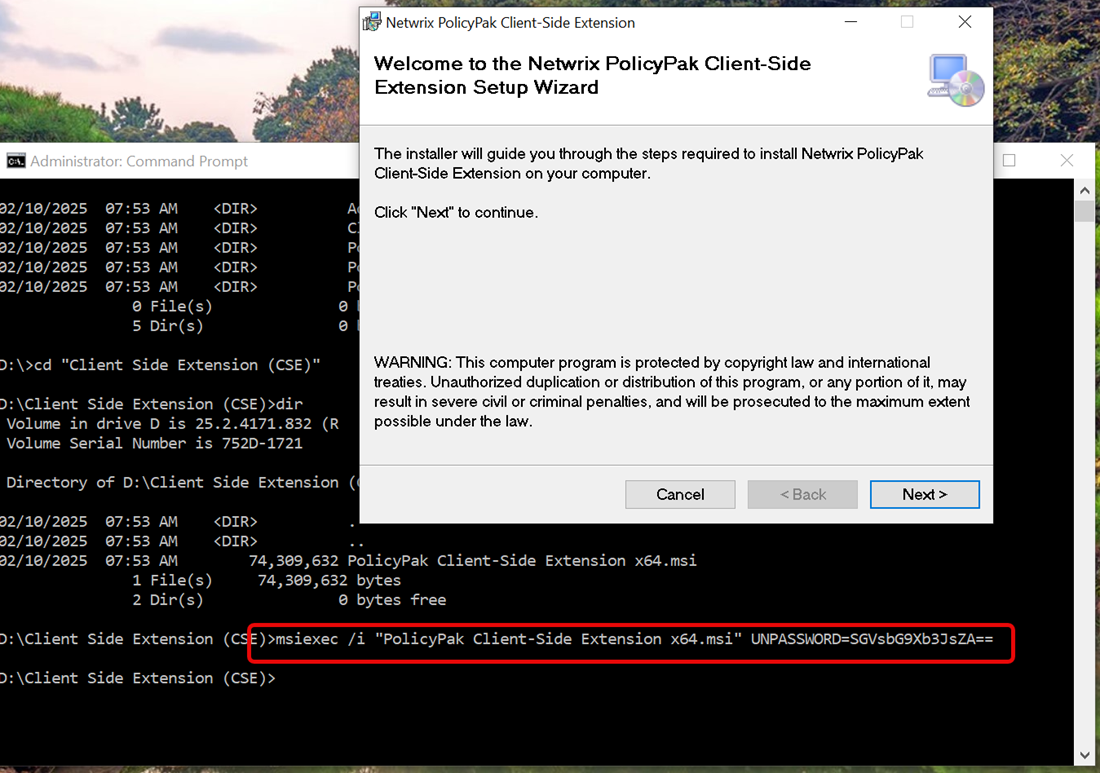 Netwrix PolicyPak Client-Side Extension
Welcome to the Netwrix PolicyPak Client-Side
Extension Setup Wizard
The installer will guide you through the steps required to install Netwrix PolicyPak
Client-Side Extension on your computer.
Click "Next" to continue.
WARNING: This computer program is protected by copyright law and international
treaties. Unauthorized duplication or distribution of this program, or any portion of it, may
result in severe civil or criminal penalties, and will be prosecuted to the maximum extent
possible under the law.
Cancel
< Back
Next >
Administrator: Command Prompt
02/10/2025 07:53 AM <DIR>
02/10/2025 07:53 AM <DIR>
02/10/2025 07:53 AM <DIR>
02/10/2025 07:53 AM <DIR>
02/10/2025 07:53 AM <DIR>
0 File(s) 0
5 Dir(s) 0
D:\>cd "Client Side Extension (CSE)"
D:\Client Side Extension (CSE)>dir
Volume in drive D is 25.2.4171.832 (R
Volume Serial Number is 752D-1721
Directory of D:\Client Side Extension (
02/10/2025 07:53 AM <DIR> .
02/10/2025 07:53 AM <DIR> ..
02/10/2025 07:53 AM 74,309,632 PolicyPak Client-Side Extension x64.msi
1 File(s) 74,309,632 bytes
2 Dir(s) 0 bytes free
D:\Client Side Extension (CSE)>msiexec /i "PolicyPak Client-Side Extension x64.msi" UNPASSWORD=SGVsbG9Xb3JsZA==
D:\Client Side Extension (CSE)>